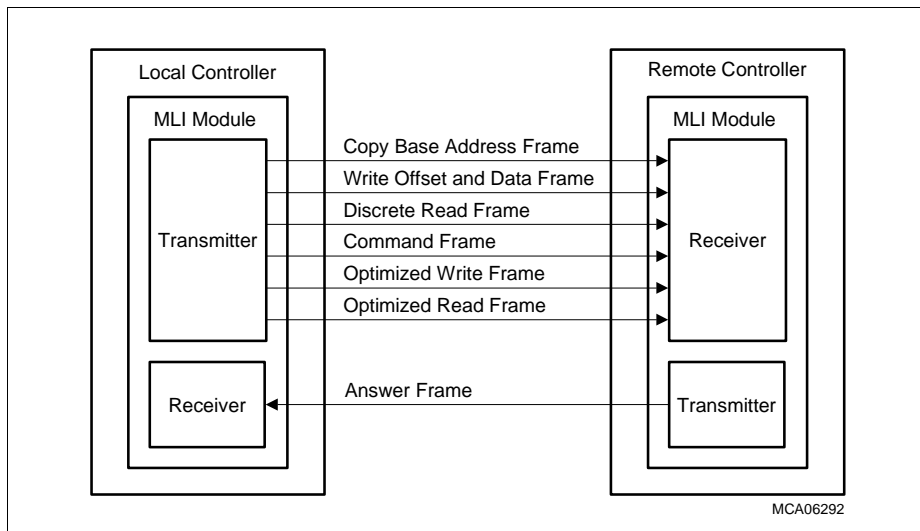 Local Controller
Remote Controller
MLI Module
MLI Module
Copy Base Address Frame
Write Offset and Data Frame
Discrete Read Frame
Transmitter
Command Frame
Receiver
Optimized Write Frame
Optimized Read Frame
Receiver
Answer Frame
Transmitter
MCA06292